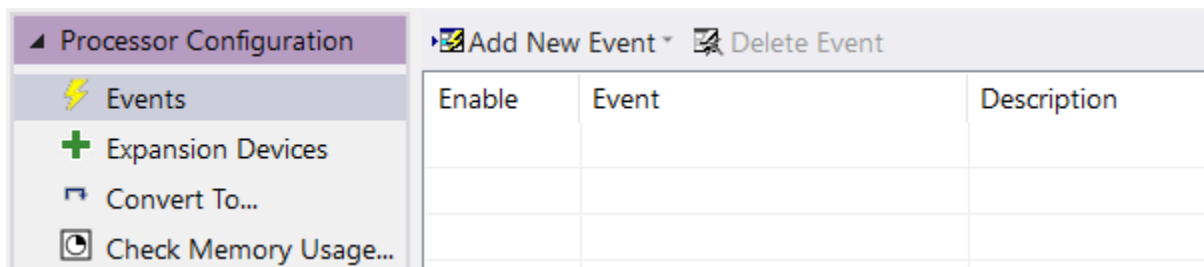 Processor Configuration
Events
Expansion Devices
Convert To...
Check Memory Usage...
Add New Event Delete Event
Enable Event Description